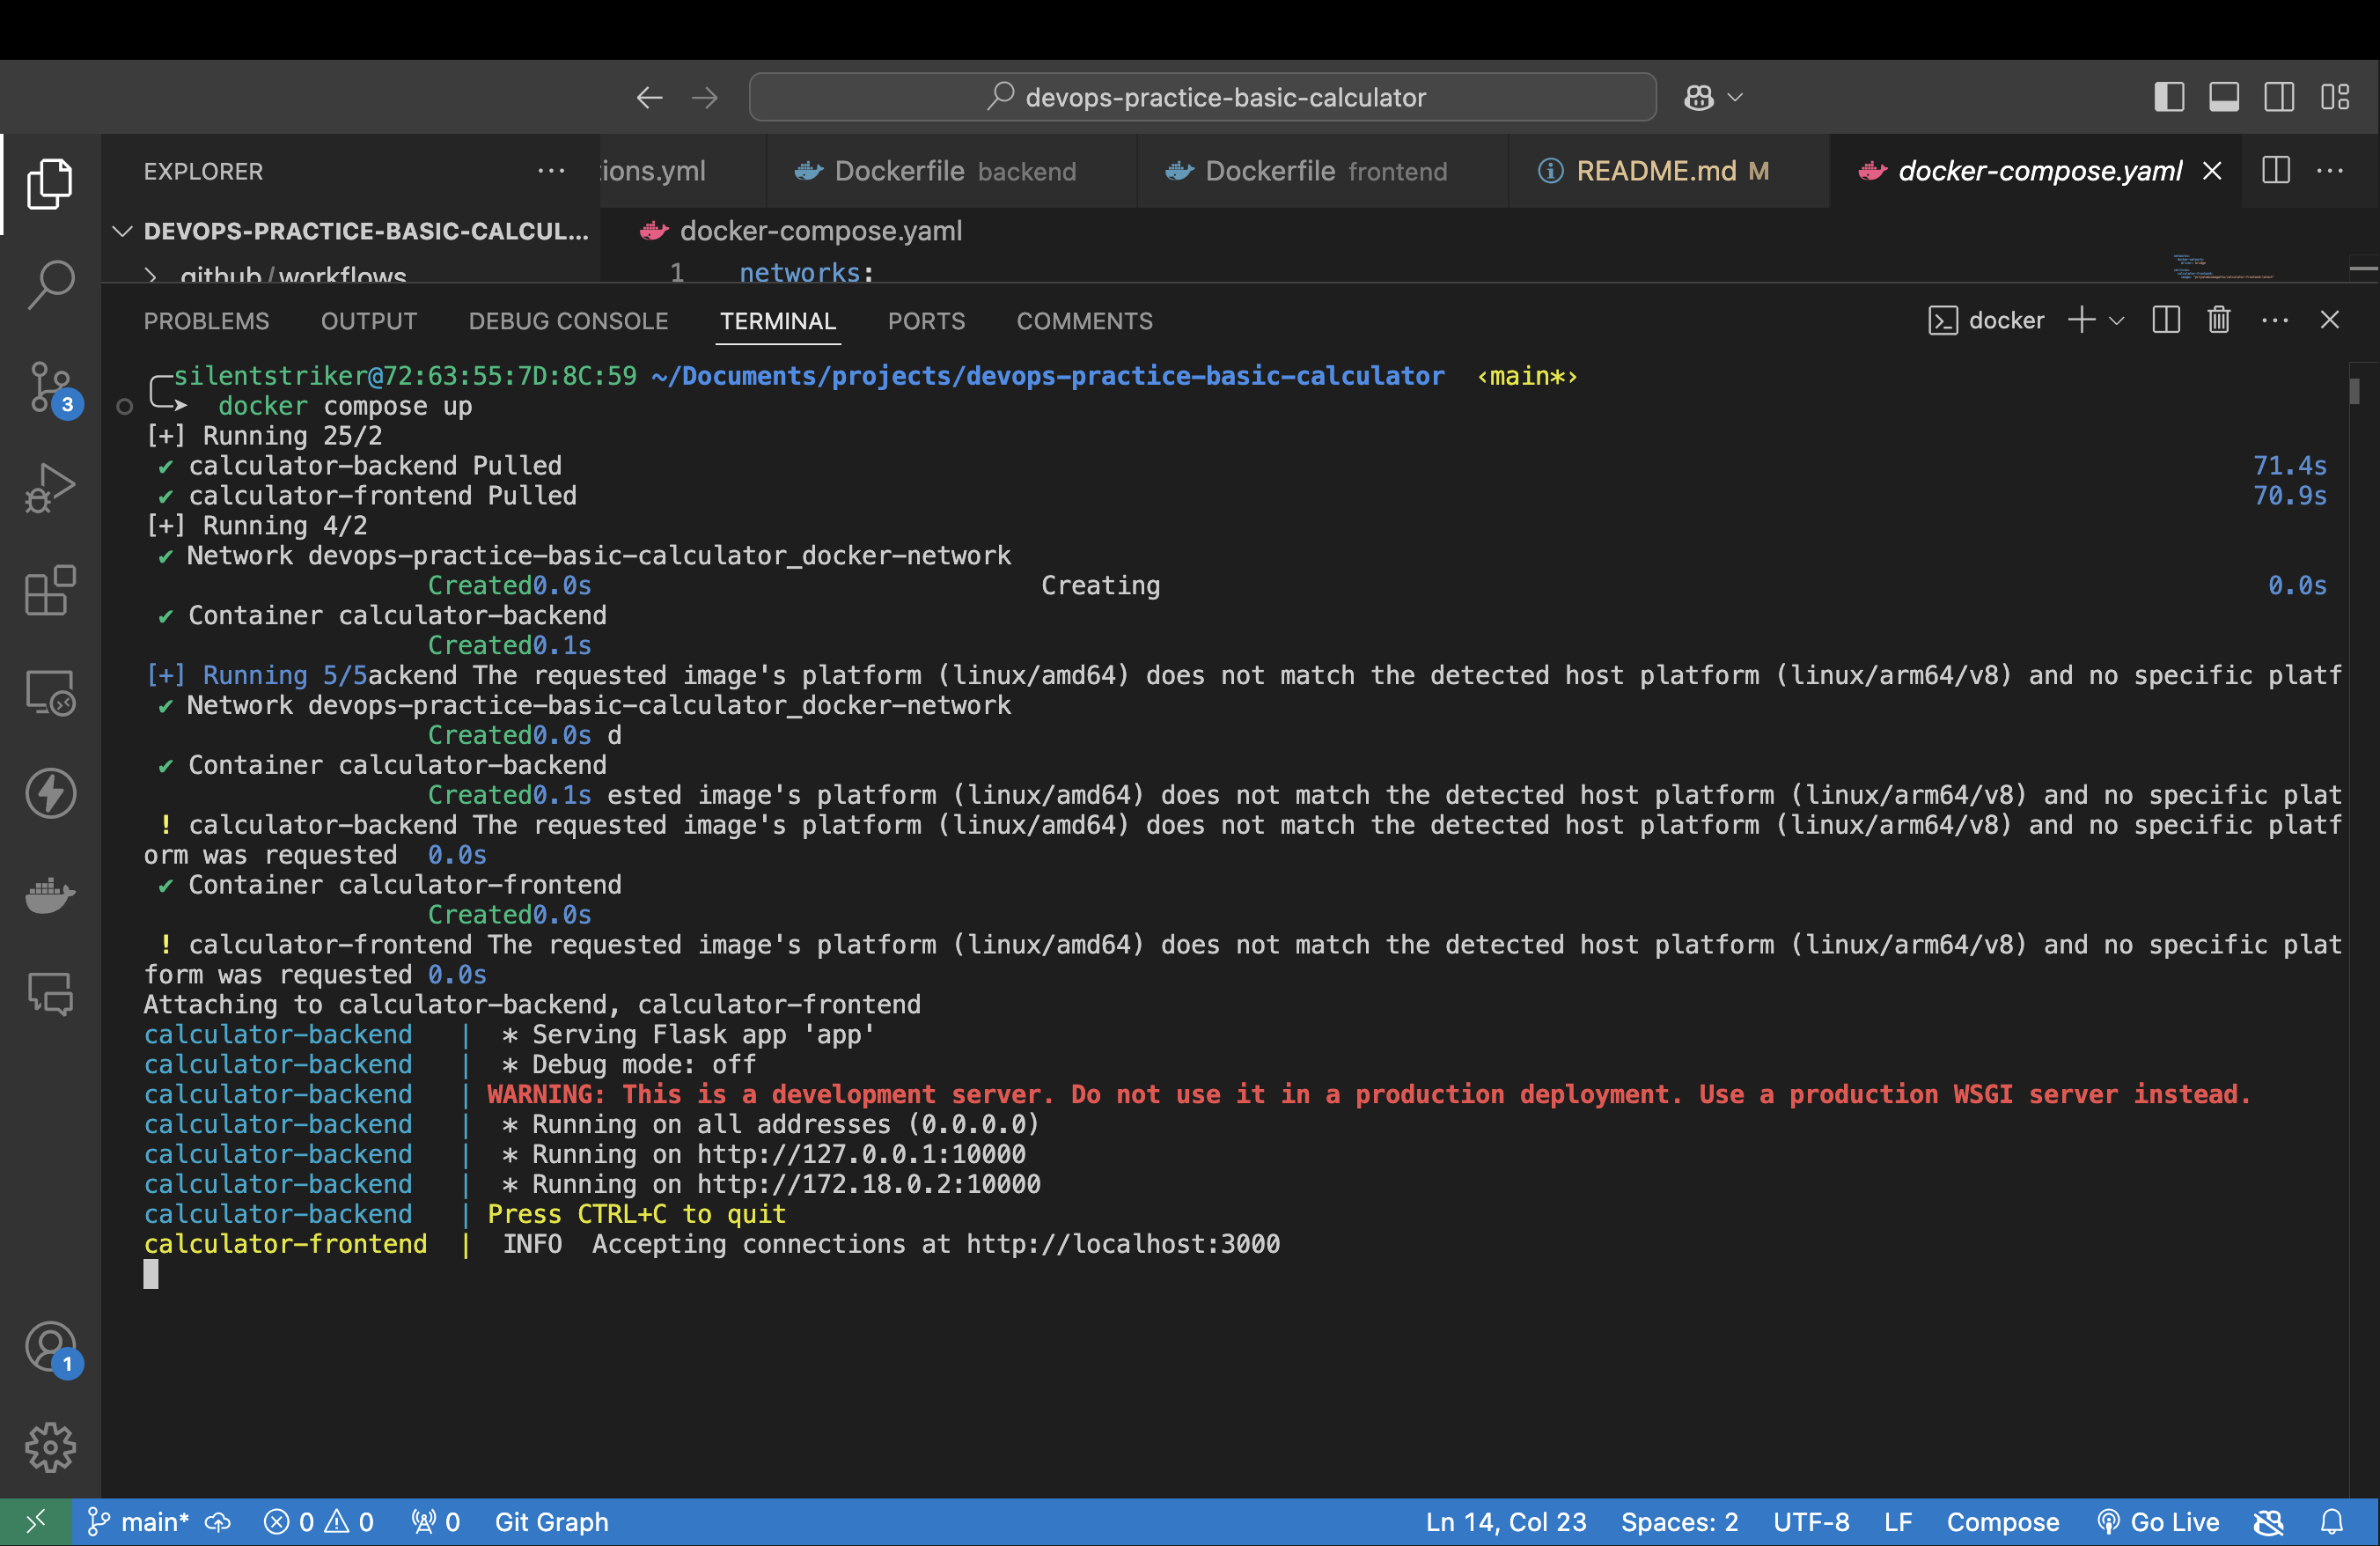 devops-practice-basic-calculator
EXPLORER
ions.yml
Dockerfile backend
Dockerfile frontend
README.md M
docker-compose.yaml
DEVOPS-PRACTICE-BASIC-CALCUL...
docker-compose.yaml
github/workflows
1 networks:
PROBLEMS OUTPUT DEBUG CONSOLE TERMINAL PORTS COMMENTS
docker
silentstriker@72:63:55:7D:8C:59 ~/Documents/projects/devops-practice-basic-calculator ‹main*›
docker compose up
[+] Running 25/2
✔ calculator-backend Pulled 71.4s
✔ calculator-frontend Pulled 70.9s
[+] Running 4/2
✔ Network devops-practice-basic-calculator_docker-network
Created0.0s Creating 0.0s
✔ Container calculator-backend
Created0.1s
[+] Running 5/5ackend The requested image's platform (linux/amd64) does not match the detected host platform (linux/arm64/v8) and no specific platf
✔ Network devops-practice-basic-calculator_docker-network
Created0.0s d
✔ Container calculator-backend
Created0.1s ested image's platform (linux/amd64) does not match the detected host platform (linux/arm64/v8) and no specific plat
! calculator-backend The requested image's platform (linux/amd64) does not match the detected host platform (linux/arm64/v8) and no specific platf
orm was requested 0.0s
✔ Container calculator-frontend
Created0.0s
! calculator-frontend The requested image's platform (linux/amd64) does not match the detected host platform (linux/arm64/v8) and no specific plat
form was requested 0.0s
Attaching to calculator-backend, calculator-frontend
calculator-backend | * Serving Flask app 'app'
calculator-backend | * Debug mode: off
calculator-backend | WARNING: This is a development server. Do not use it in a production deployment. Use a production WSGI server instead.
calculator-backend | * Running on all addresses (0.0.0.0)
calculator-backend | * Running on http://127.0.0.1:10000
calculator-backend | * Running on http://172.18.0.2:10000
calculator-backend | Press CTRL+C to quit
calculator-frontend | INFO Accepting connections at http://localhost:3000
3
1
main* 0 0 0 Git Graph Ln 14, Col 23 Spaces: 2 UTF-8 LF Compose Go Live